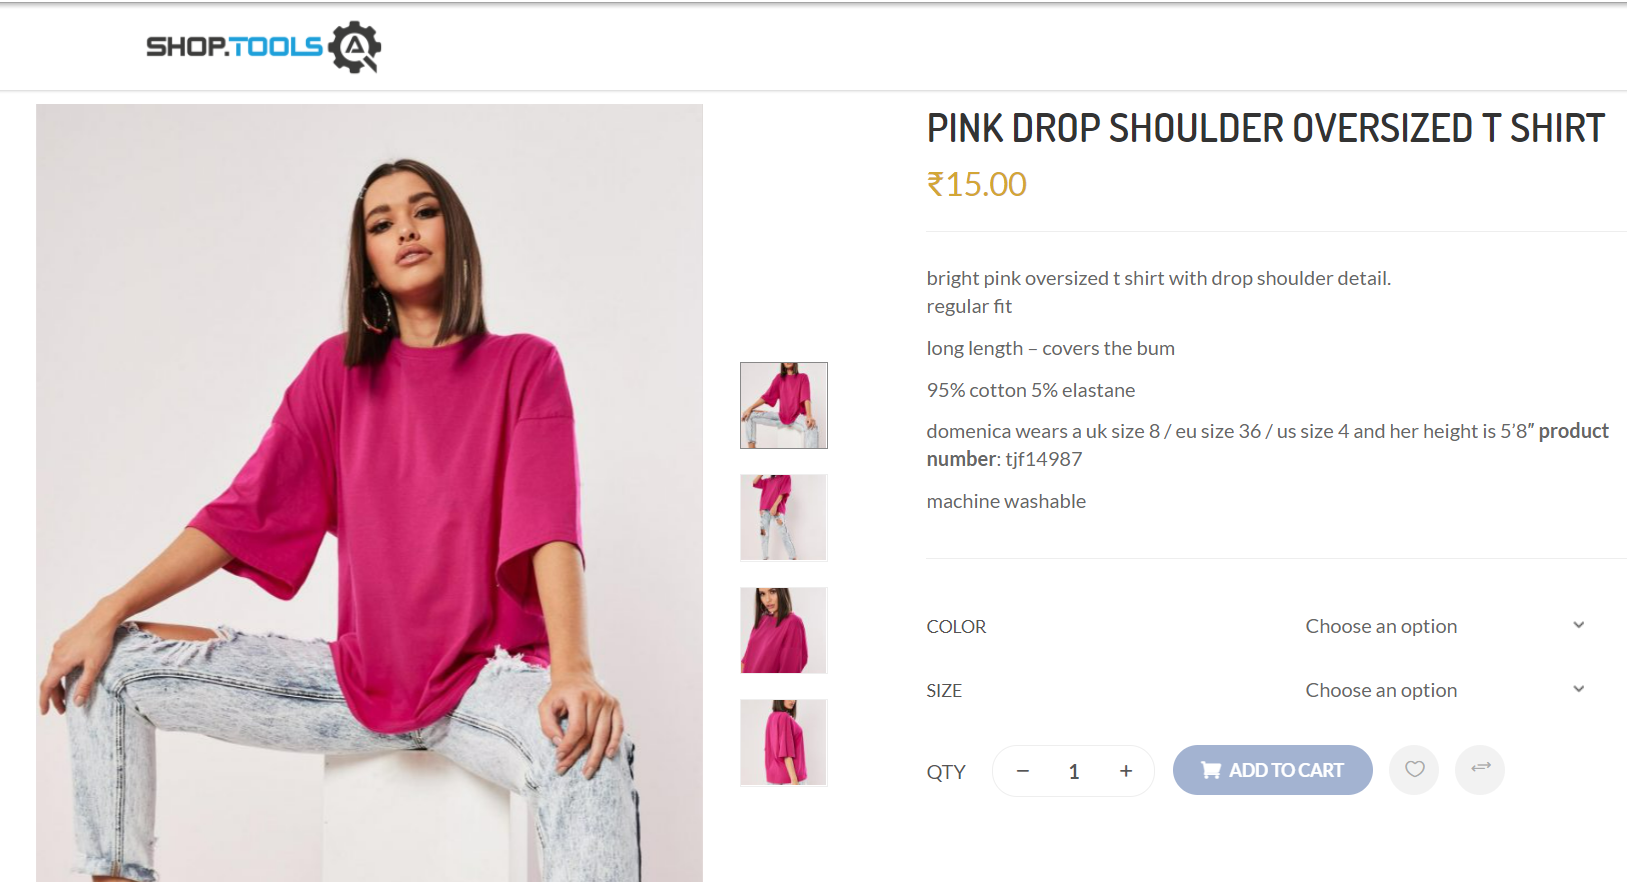 SHOP.TOOLS
PINK DROP SHOULDER OVERSIZED T SHIRT
₹15.00
bright pink oversized t shirt with drop shoulder detail.
regular fit
long length – covers the bum
95% cotton 5% elastane
domenica wears a uk size 8 / eu size 36 / us size 4 and her height is 5’8″ product
number: tjf14987
machine washable
COLOR Choose an option
SIZE Choose an option
QTY − 1 + ADD TO CART